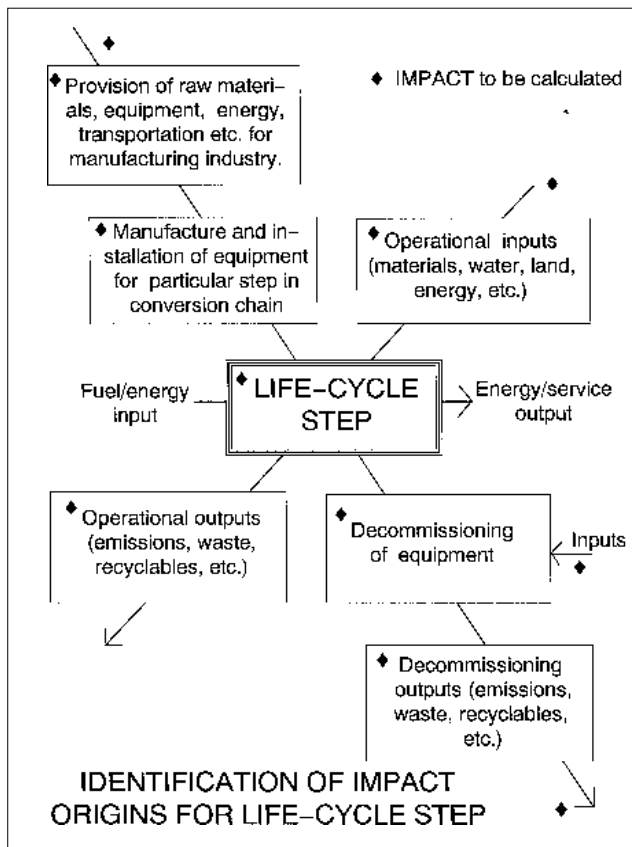 ♦ Provision of raw materi–
als, equipment, energy,
transportation etc. for
manufacturing industry.
♦ IMPACT to be calculated
♦ Manufacture and in–
stallation of equipment
for particular step in
conversion chain
♦ Operational inputs
(materials, water, land,
energy, etc.)
Fuel/energy
input
♦ LIFE–CYCLE
STEP
Energy/service
output
♦ Operational outputs
(emissions, waste,
recyclables, etc.)
♦ Decommissioning
of equipment
Inputs
♦ Decommissioning
outputs (emissions,
waste, recyclables,
etc.)
IDENTIFICATION OF IMPACT
ORIGINS FOR LIFE–CYCLE STEP